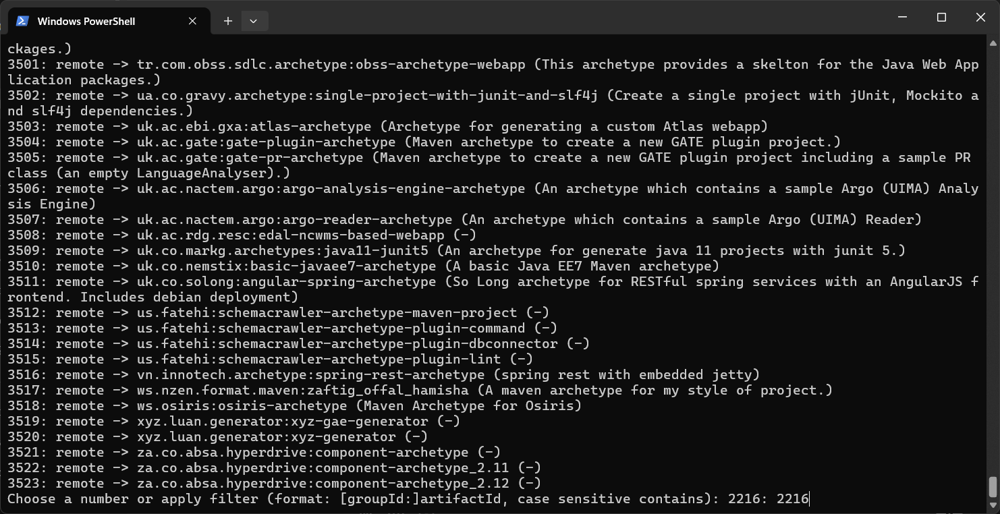 Windows PowerShell
ckages.)
3501: remote -> tr.com.obss.sdlc.archetype:obss-archetype-webapp (This archetype provides a skelton for the Java Web App
lication packages.)
3502: remote -> ua.co.gravy.archetype:single-project-with-junit-and-slf4j (Create a single project with jUnit, Mockito a
nd slf4j dependencies.)
3503: remote -> uk.ac.ebi.gxa:atlas-archetype (Archetype for generating a custom Atlas webapp)
3504: remote -> uk.ac.gate:gate-plugin-archetype (Maven archetype to create a new GATE plugin project.)
3505: remote -> uk.ac.gate:gate-pr-archetype (Maven archetype to create a new GATE plugin project including a sample PR
class (an empty LanguageAnalyser).)
3506: remote -> uk.ac.nactem.argo:argo-analysis-engine-archetype (An archetype which contains a sample Argo (UIMA) Analy
sis Engine)
3507: remote -> uk.ac.nactem.argo:argo-reader-archetype (An archetype which contains a sample Argo (UIMA) Reader)
3508: remote -> uk.ac.rdg.resc:edal-ncwms-based-webapp (-)
3509: remote -> uk.co.markg.archetypes:java11-junit5 (An archetype for generate java 11 projects with junit 5.)
3510: remote -> uk.co.nemstix:basic-javaee7-archetype (A basic Java EE7 Maven archetype)
3511: remote -> uk.co.solong:angular-spring-archetype (So Long archetype for RESTful spring services with an AngularJS f
rontend. Includes debian deployment)
3512: remote -> us.fatehi:schemacrawler-archetype-maven-project (-)
3513: remote -> us.fatehi:schemacrawler-archetype-plugin-command (-)
3514: remote -> us.fatehi:schemacrawler-archetype-plugin-dbconnector (-)
3515: remote -> us.fatehi:schemacrawler-archetype-plugin-lint (-)
3516: remote -> vn.innotech.archetype:spring-rest-archetype (spring rest with embedded jetty)
3517: remote -> ws.nzen.format.maven:zaftig_offal_hamisha (A maven archetype for my style of project.)
3518: remote -> ws.osiris:osiris-archetype (Maven Archetype for Osiris)
3519: remote -> xyz.luan.generator:xyz-gae-generator (-)
3520: remote -> xyz.luan.generator:xyz-generator (-)
3521: remote -> za.co.absa.hyperdrive:component-archetype (-)
3522: remote -> za.co.absa.hyperdrive:component-archetype_2.11 (-)
3523: remote -> za.co.absa.hyperdrive:component-archetype_2.12 (-)
Choose a number or apply filter (format: [groupId:]artifactId, case sensitive contains): 2216: 2216